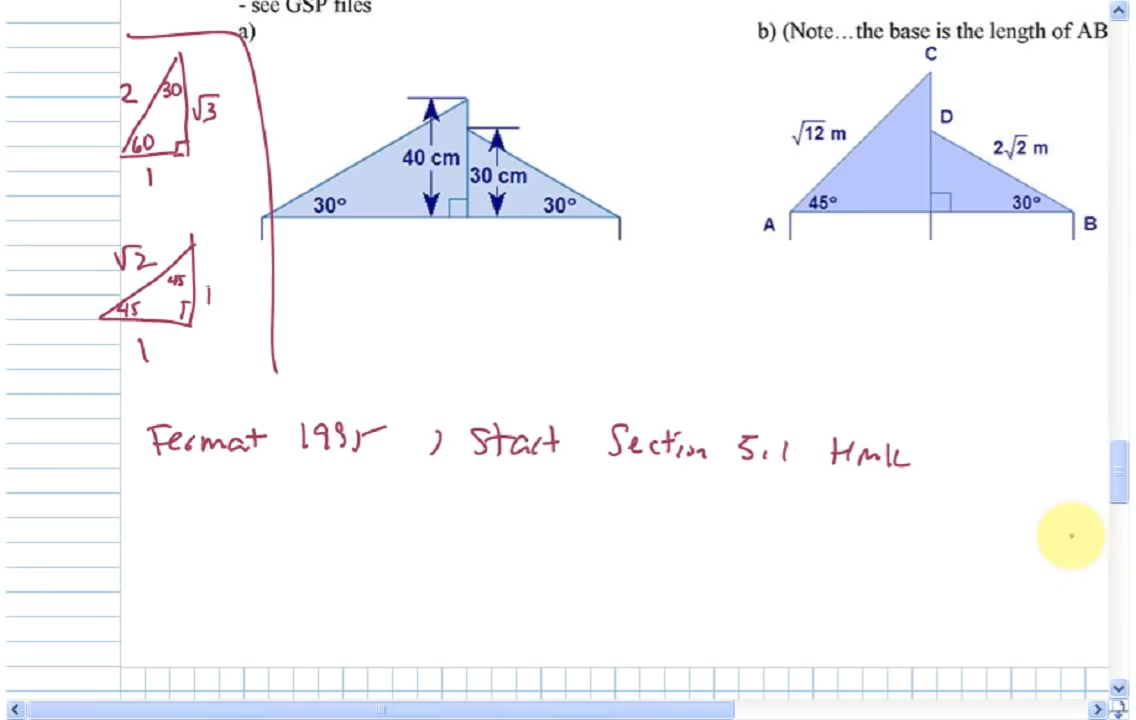 - see GSP files
a)
b) (Note…the base is the length of AB
2
30
√3
60
1
√2
45
45
1
1
40 cm
30 cm
30°
30°
C
D
√12 m
2√2 m
45°
30°
A
B
Fermat 1995, Start Section 5.1 Hmk